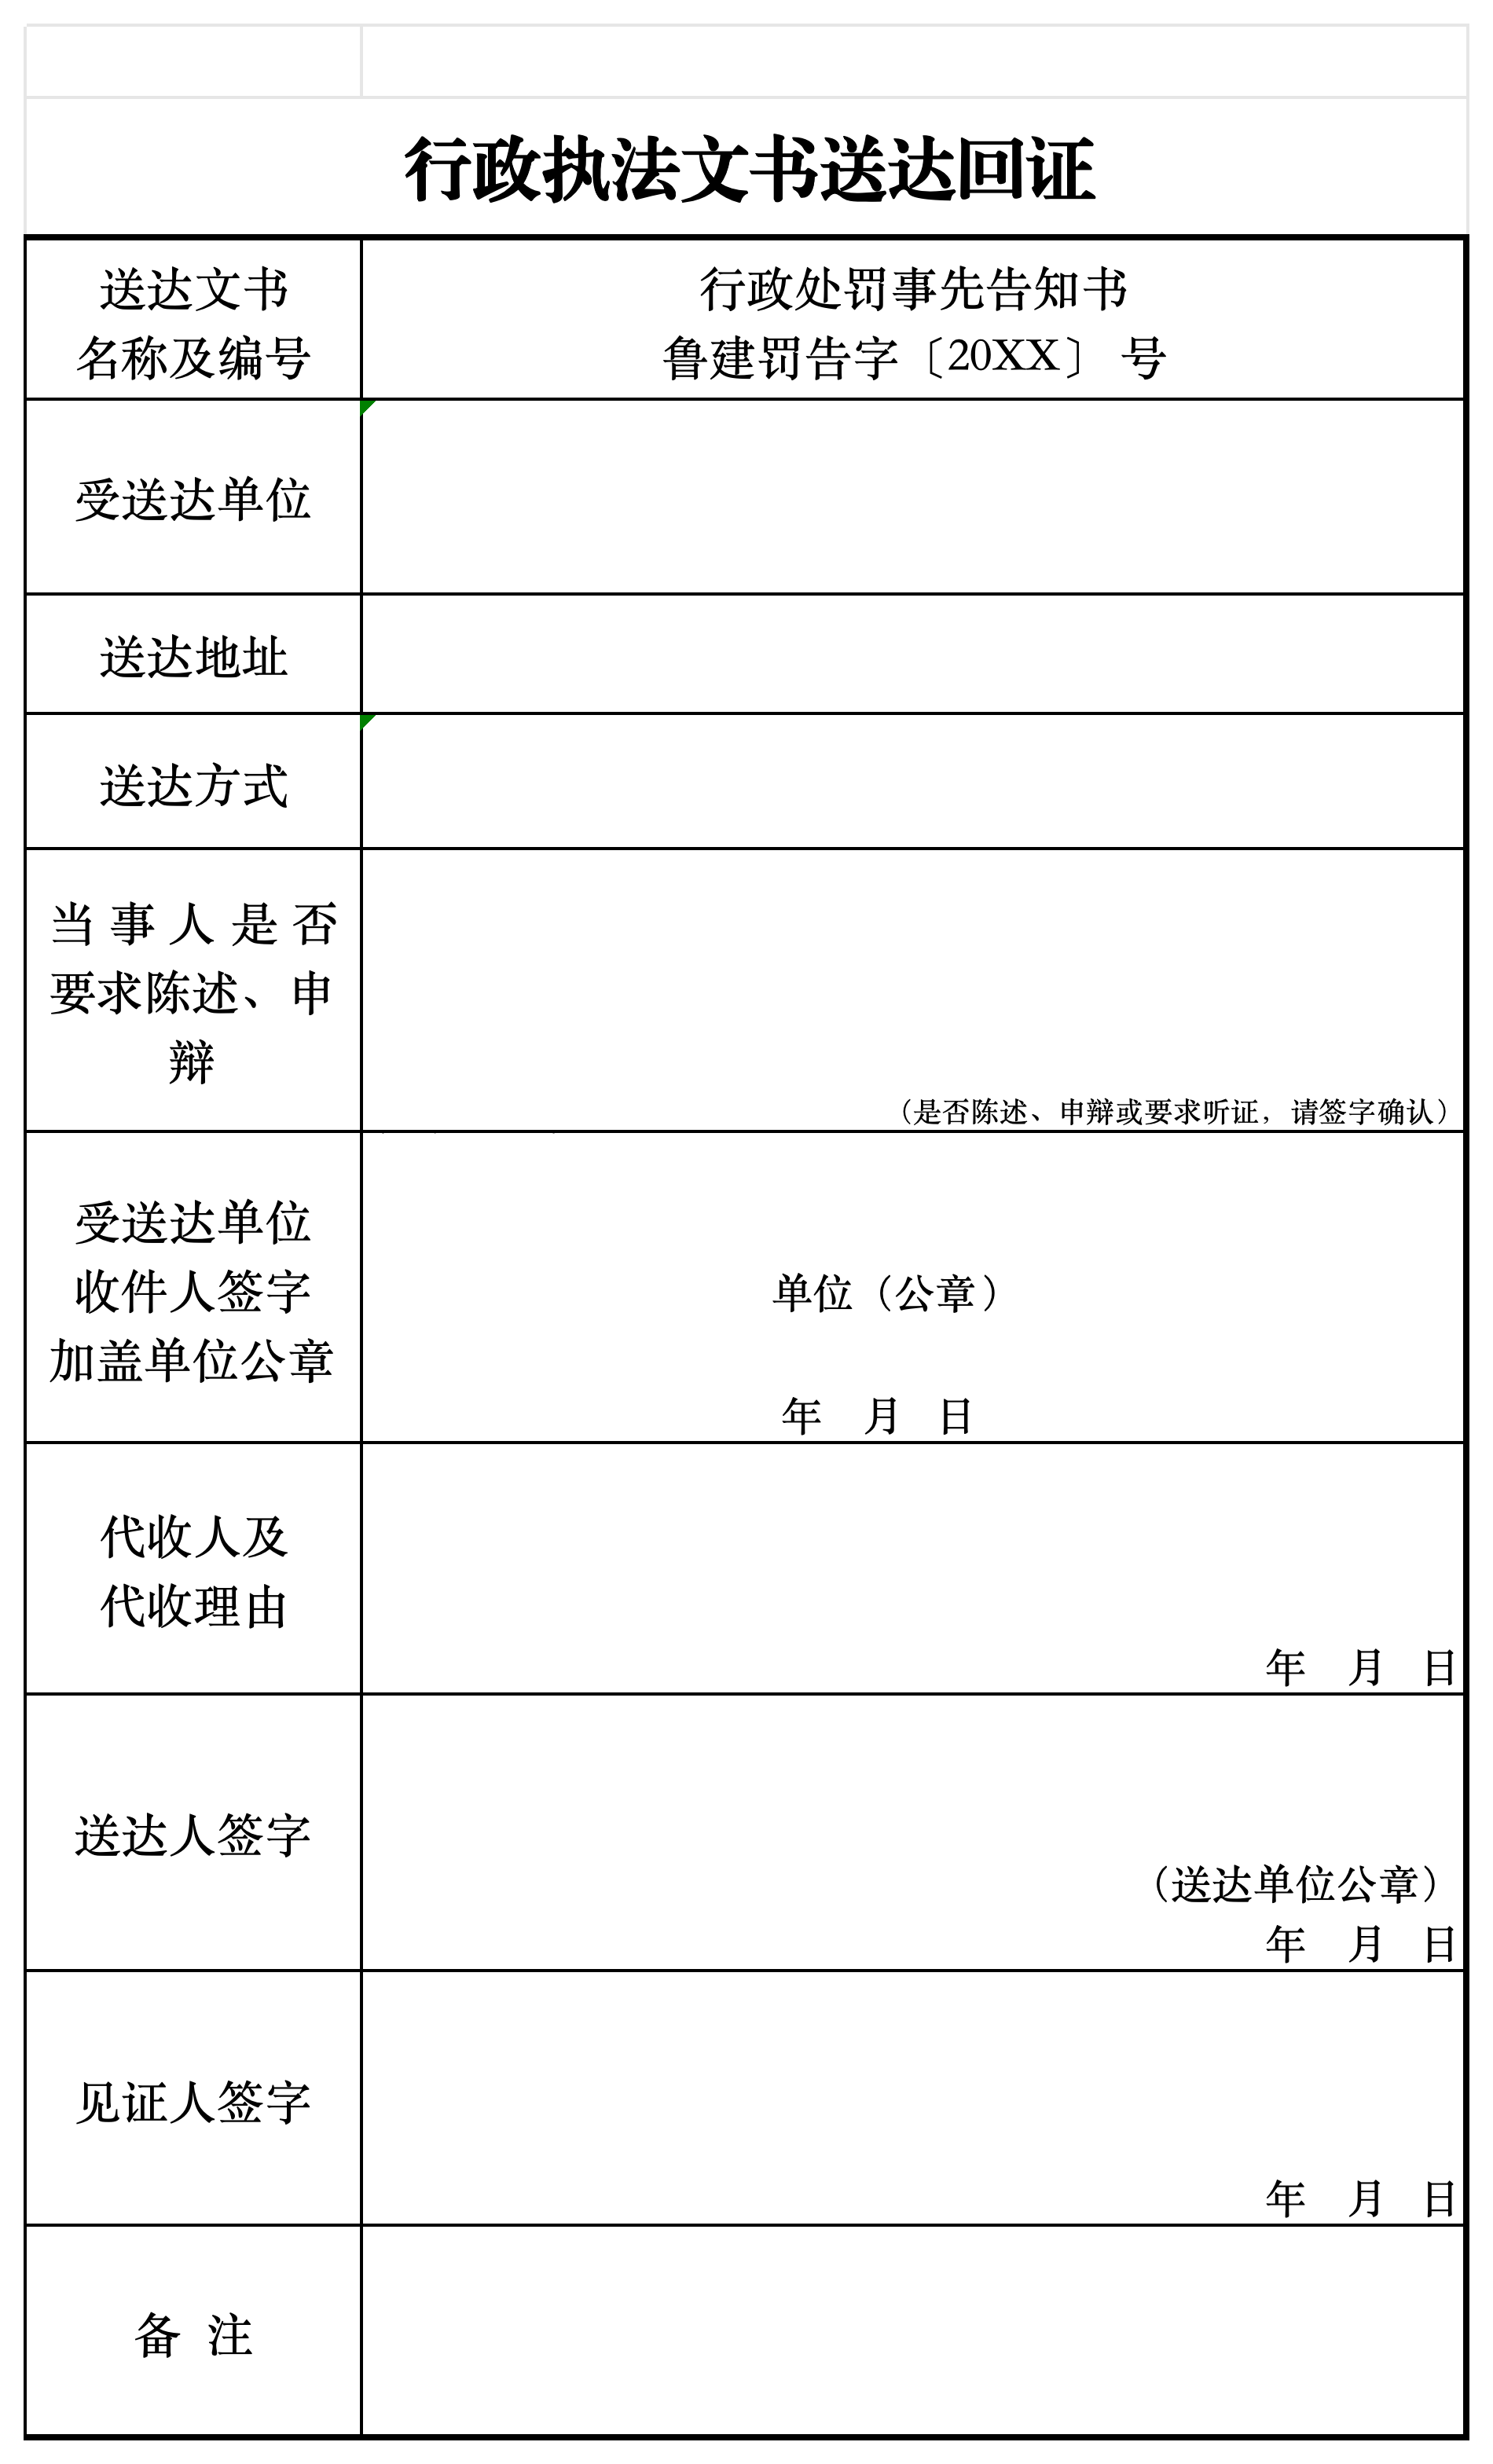 行政执法文书送达回证
送达文书
名称及编号
行政处罚事先告知书
鲁建罚告字〔20XX〕 号
受送达单位
送达地址
送达方式
当 事 人 是 否
要求陈述、申
辩
（是否陈述、申辩或要求听证，请签字确认）
受送达单位
收件人签字
加盖单位公章
单位（公章）
年 月 日
代收人及
代收理由
年 月 日
送达人签字
（送达单位公章）
年 月 日
见证人签字
年 月 日
备 注